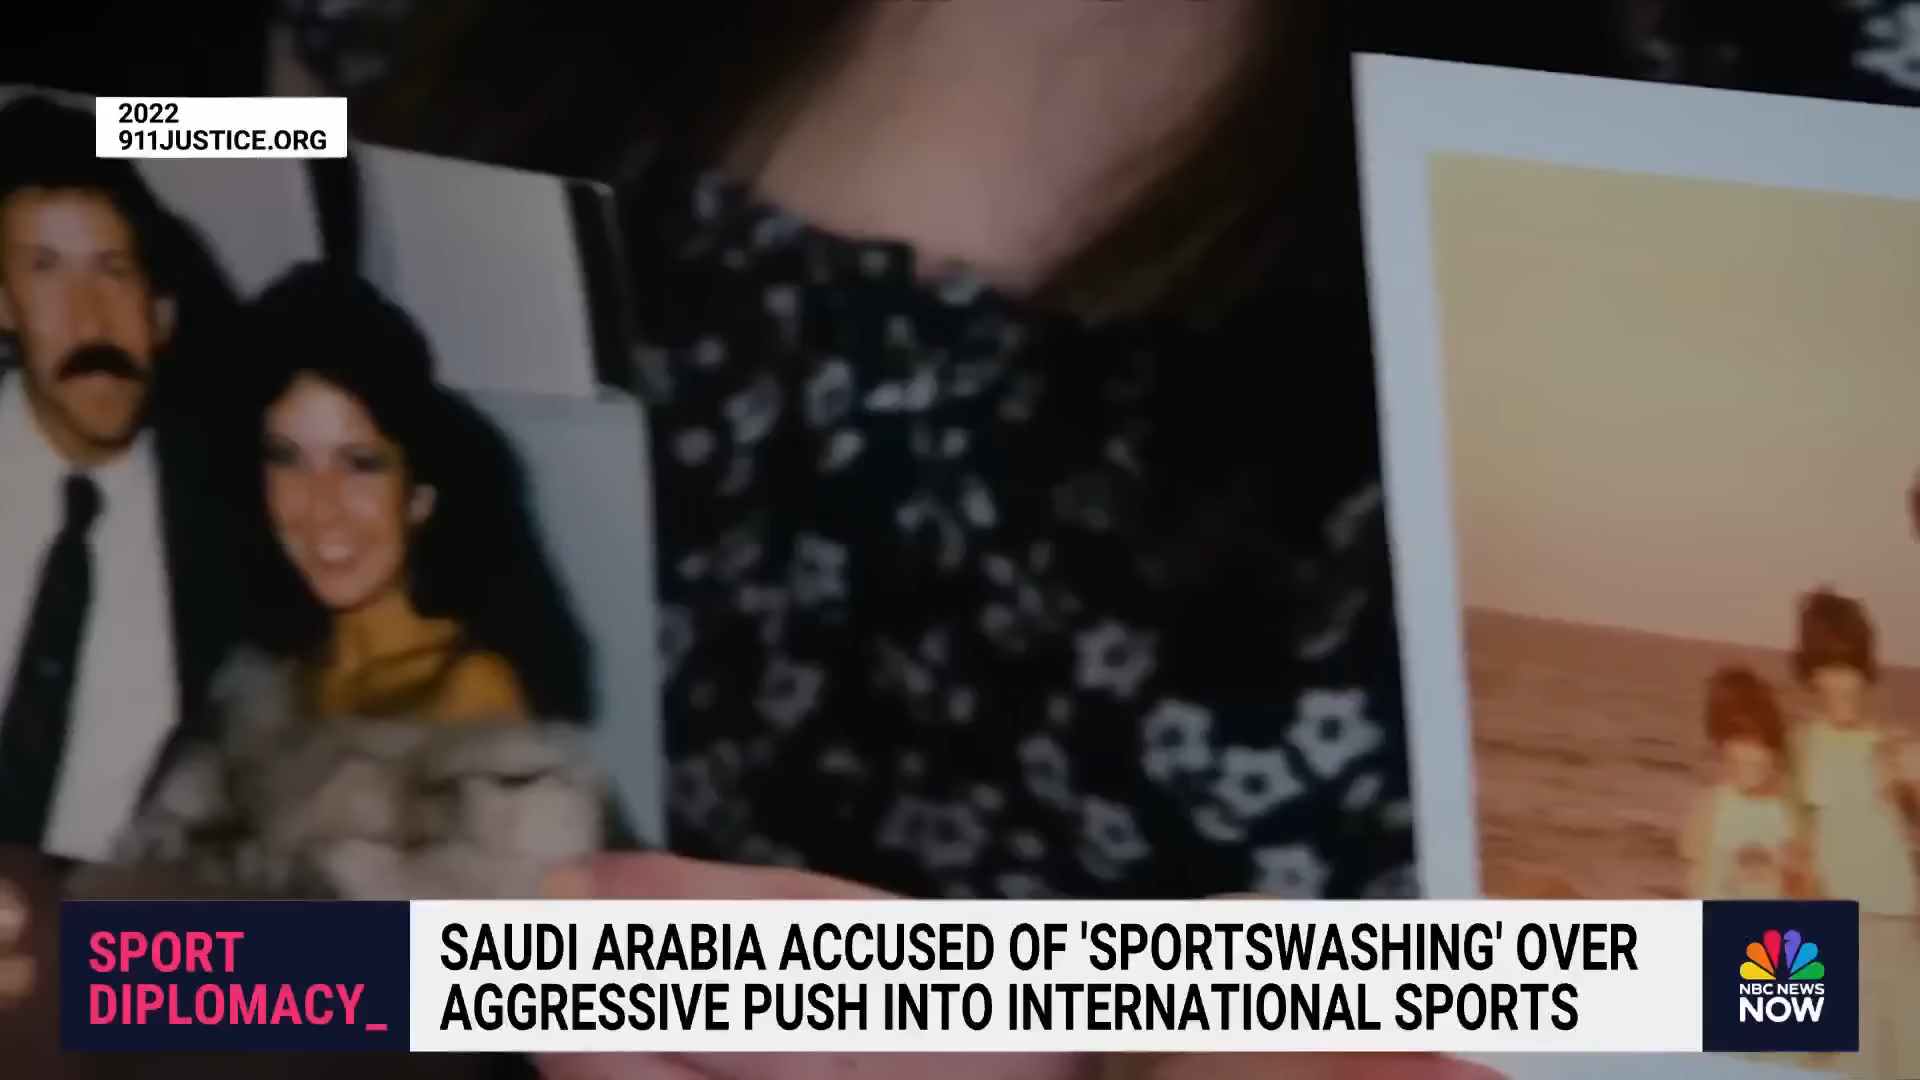 2022
911JUSTICE.ORG
SPORT
DIPLOMACY_
SAUDI ARABIA ACCUSED OF 'SPORTSWASHING' OVER
AGGRESSIVE PUSH INTO INTERNATIONAL SPORTS
NBC NEWS
NOW